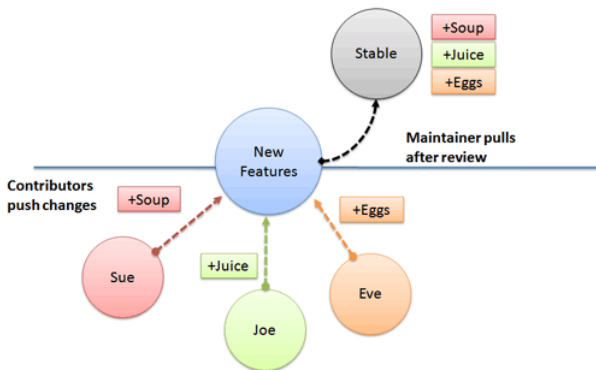 +Soup
Stable
+Juice
+Eggs
New
Features
Maintainer pulls
after review
Contributors
push changes
+Soup
+Eggs
+Juice
Sue
Eve
Joe